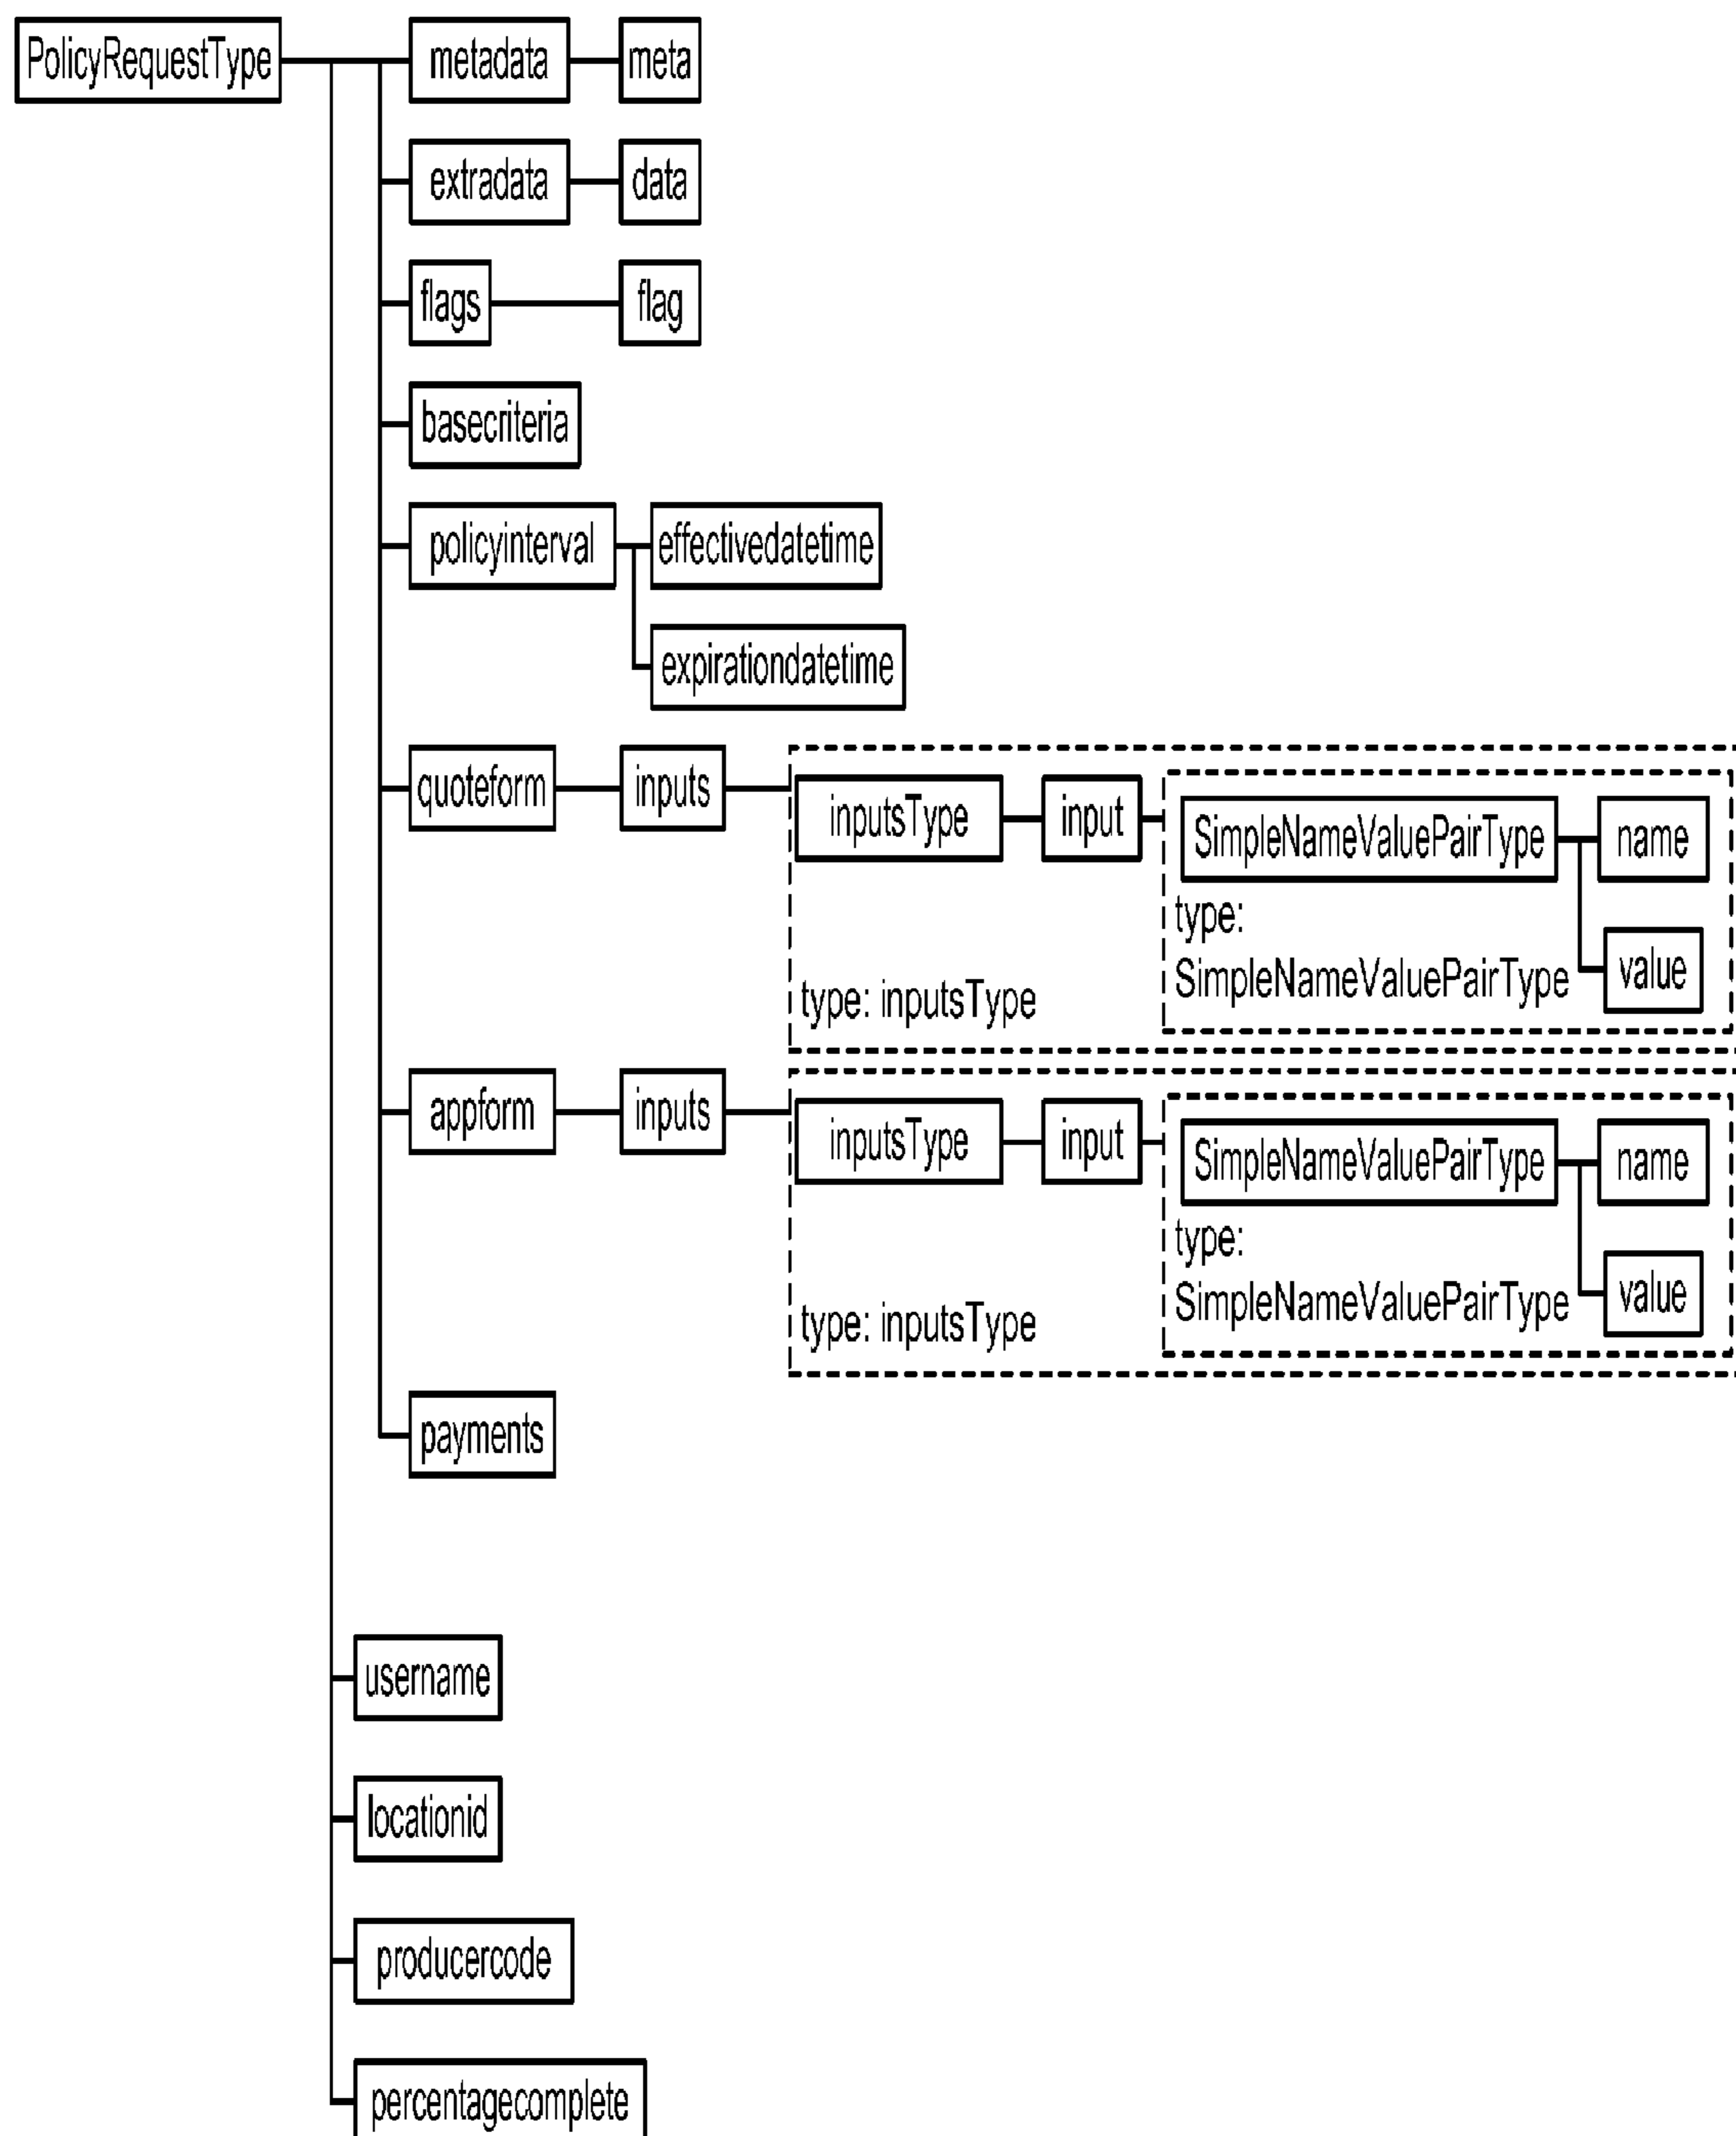 PolicyRequestType
metadata
meta
extradata
data
flags
flag
basecriteria
policyinterval
effectivedatetime
expirationdatetime
quoteform
inputs
inputsType
input
SimpleNameValuePairType
name
type:
SimpleNameValuePairType
value
type: inputsType
appform
inputs
inputsType
input
SimpleNameValuePairType
name
type:
SimpleNameValuePairType
value
type: inputsType
payments
username
locationid
producercode
percentagecomplete